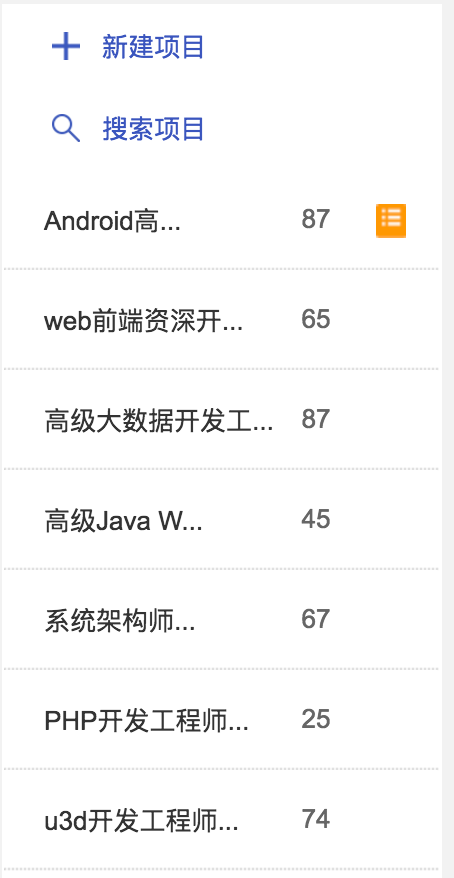 新建项目
搜索项目
Android高... 87
web前端资深开... 65
高级大数据开发工... 87
高级Java W... 45
系统架构师... 67
PHP开发工程师... 25
u3d开发工程师... 74